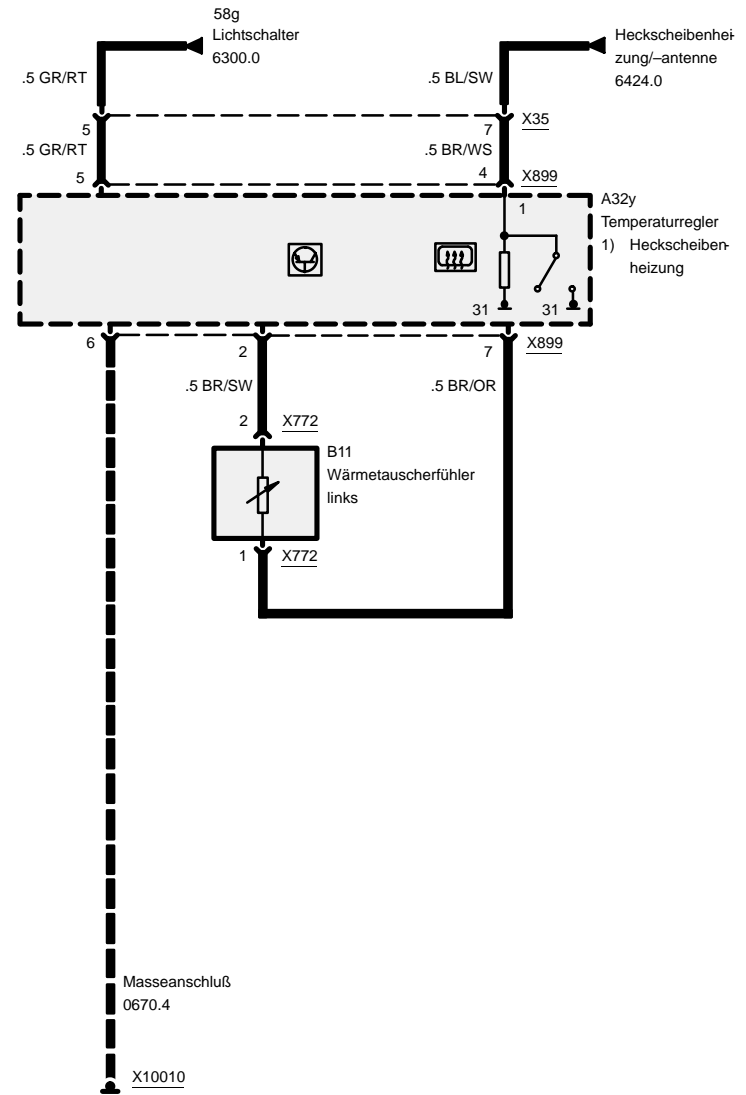 58g
Lichtschalter
6300.0
Heckscheibenhei-
zung/–antenne
6424.0
.5 GR/RT
.5 BL/SW
5
7
X35
.5 GR/RT
.5 BR/WS
5
4
X899
A32y
Temperaturregler
1) Heckscheiben-
heizung
1
31
31
6
2
7
X899
.5 BR/SW
.5 BR/OR
2
X772
B11
Wärmetauscherfühler
links
1
X772
Masseanschluß
0670.4
X10010